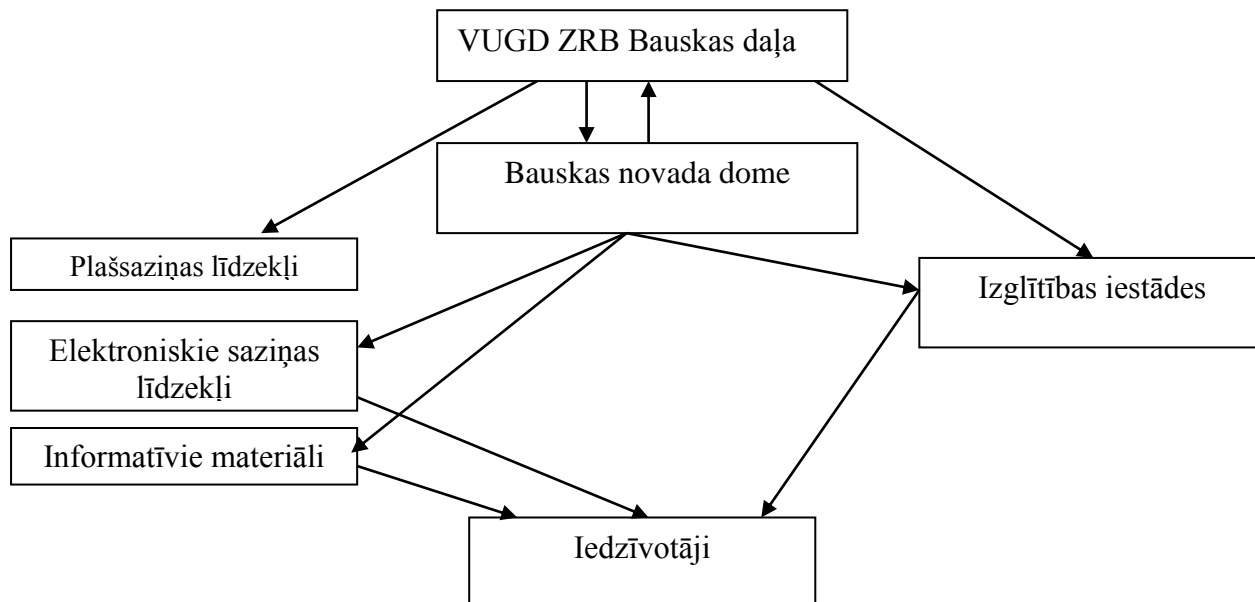 VUGD ZRB Bauskas daļa
Bauskas novada dome
Plašsaziņas līdzekļi
Izglītības iestādes
Elektroniskie saziņas
līdzekļi
Informatīvie materiāli
Iedzīvotāji